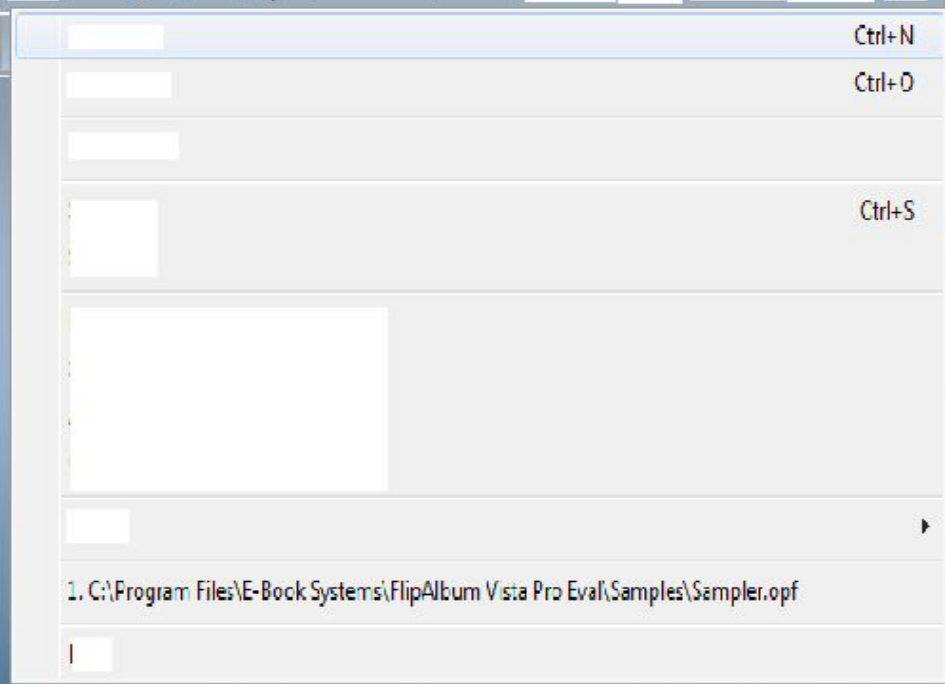 Ctrl+N
Ctrl+O
Ctrl+S
1. C:\Program Files\E-Book Systems\FlipAlbum Vista Pro Eval\Samples\Sampler.opf